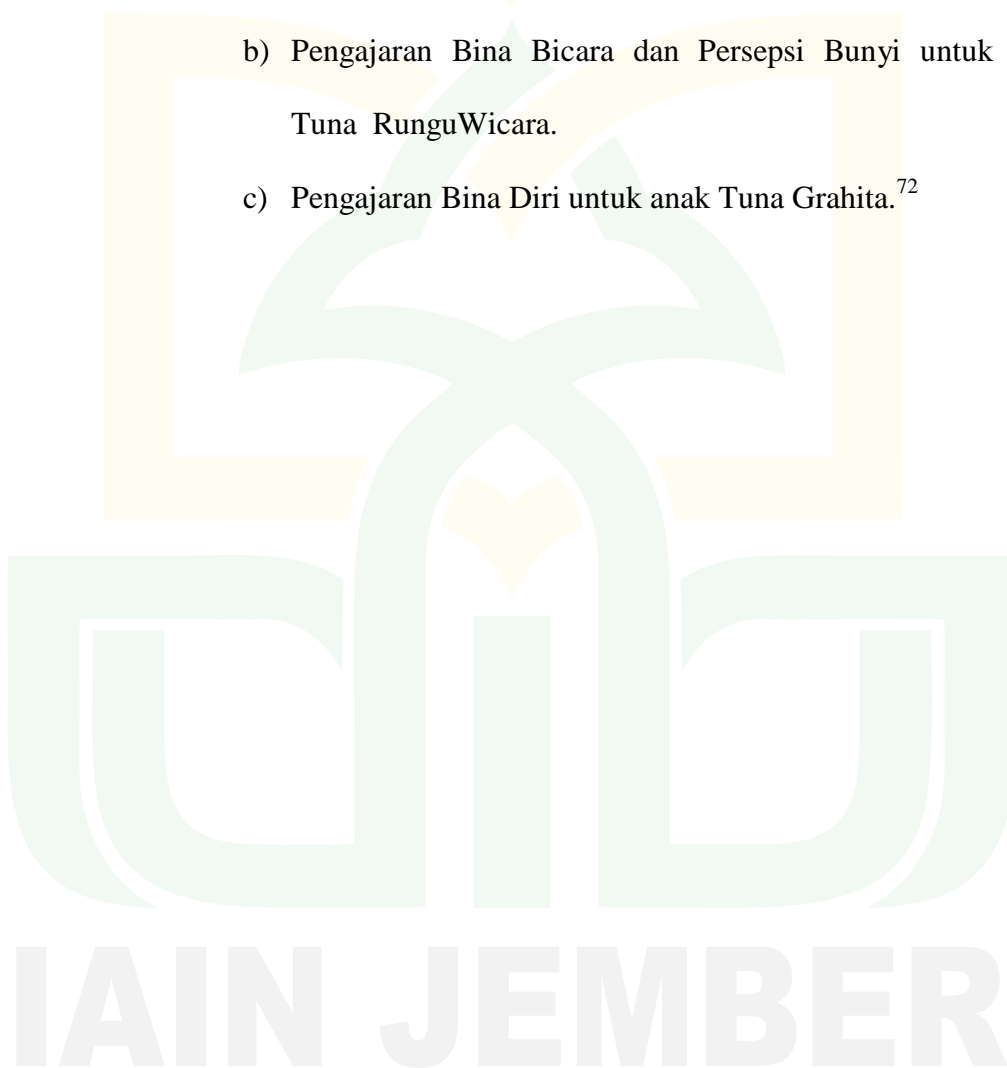 b) Pengajaran Bina Bicara dan Persepsi Bunyi untuk
Tuna RunguWicara.
c) Pengajaran Bina Diri untuk anak Tuna Grahita.72
IAIN JEMBER